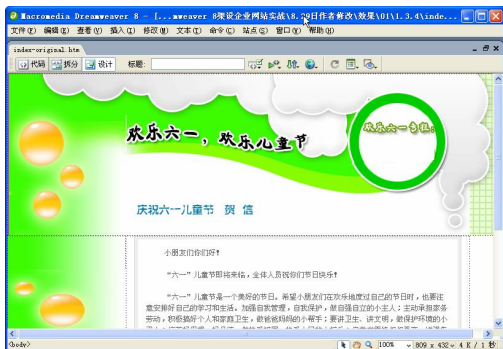 Macromedia Dreamweaver 8 - [...mweaver 8架设企业网站实战\8.29日作者修改\效果\01\1.3.4\inde...
文件(F) 编辑(E) 查看(V) 插入(I) 修改(M) 文本(T) 命令(C) 站点(S) 窗口(W) 帮助(H)
index-original.htm
代码 拆分 设计 标题:
欢乐六一，欢乐儿童节
欢乐六一专社
庆祝六一儿童节 贺 信
小朋友们你们好！
“六一”儿童节即将来临，全体人员祝你们节日快乐！
“六一”儿童节是一个美好的节日。希望小朋友们在欢乐地度过自己的节日时，也要注
意安排好自己的学习和生活。加强自我管理，自我保护，做自强自立的小主人；主动承担家务
劳动，积极搞好个人和家庭卫生，做爸爸妈妈的小帮手；要讲卫生、讲文明，做保护环境的小
<body>
100%
809 x 432 4 K / 1 秒